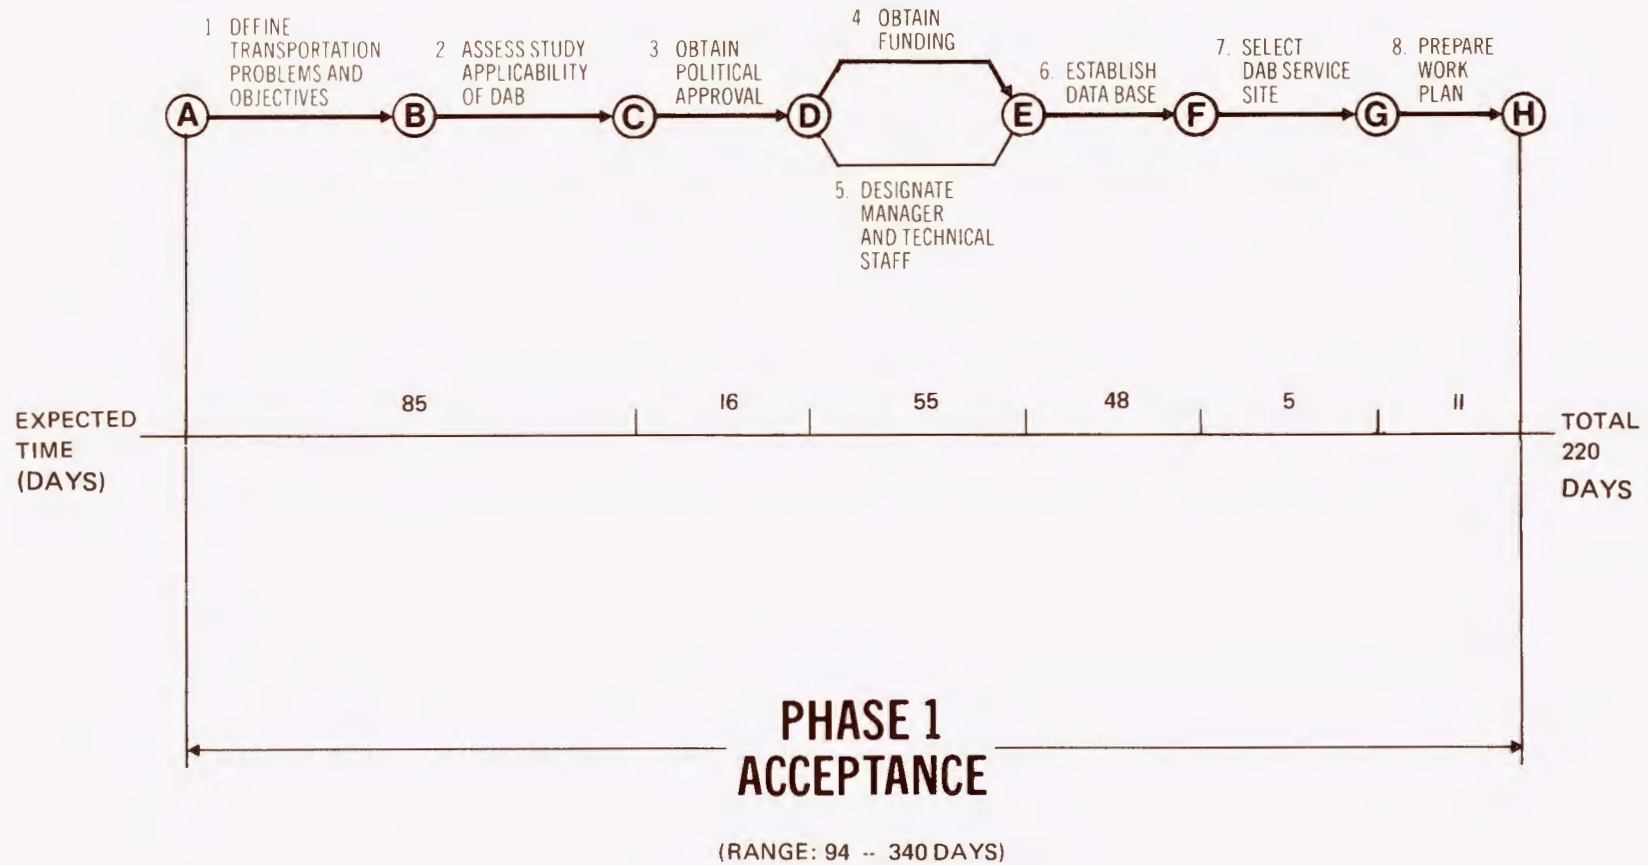 1 DEFINE
TRANSPORTATION
PROBLEMS AND
OBJECTIVES
2 ASSESS STUDY
APPLICABILITY
OF DAB
3 OBTAIN
POLITICAL
APPROVAL
4 OBTAIN
FUNDING
5. DESIGNATE
MANAGER
AND TECHNICAL
STAFF
6. ESTABLISH
DATA BASE
7. SELECT
DAB SERVICE
SITE
8. PREPARE
WORK
PLAN
A
B
C
D
E
F
G
H
EXPECTED
TIME
(DAYS)
85
16
55
48
5
11
TOTAL
220
DAYS
PHASE 1
ACCEPTANCE
(RANGE: 94 -- 340 DAYS)